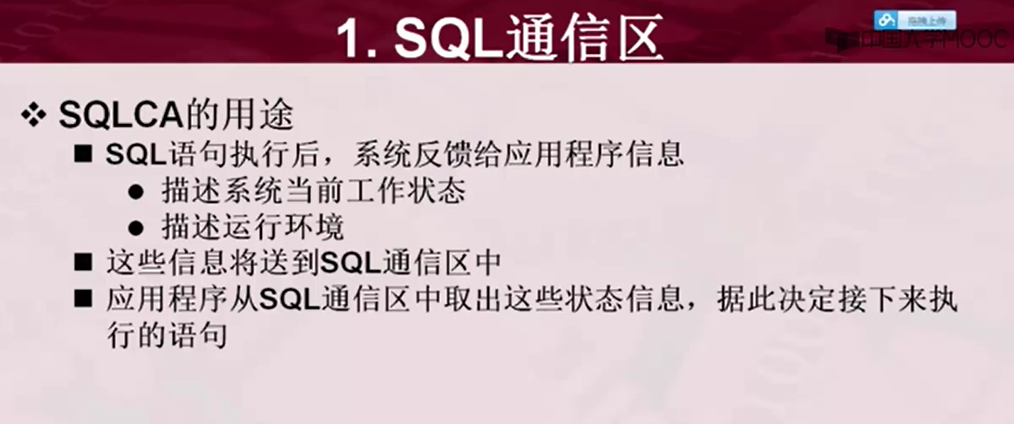 1. SQL通信区
拖拽上传
中国大学MOOC
❖ SQLCA的用途
■ SQL语句执行后，系统反馈给应用程序信息
● 描述系统当前工作状态
● 描述运行环境
■ 这些信息将送到SQL通信区中
■ 应用程序从SQL通信区中取出这些状态信息，据此决定接下来执
行的语句